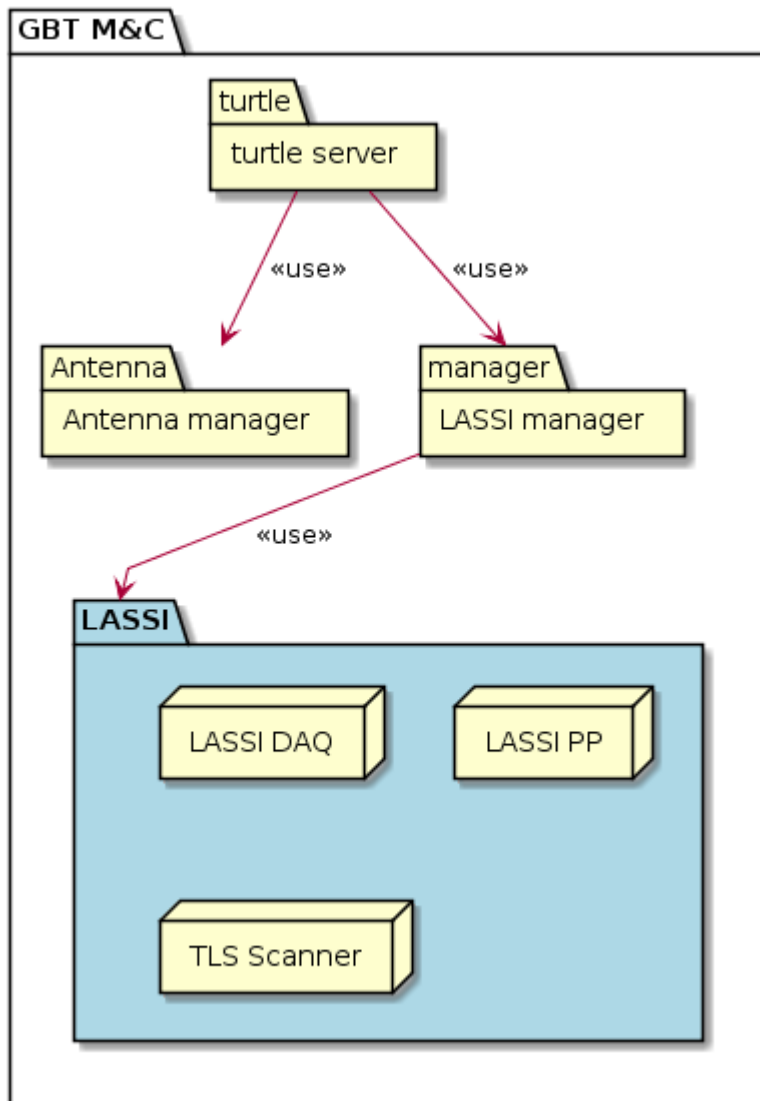 GBT M&C
turtle
turtle server
«use»
«use»
Antenna
Antenna manager
manager
LASSI manager
«use»
LASSI
LASSI DAQ
LASSI PP
TLS Scanner